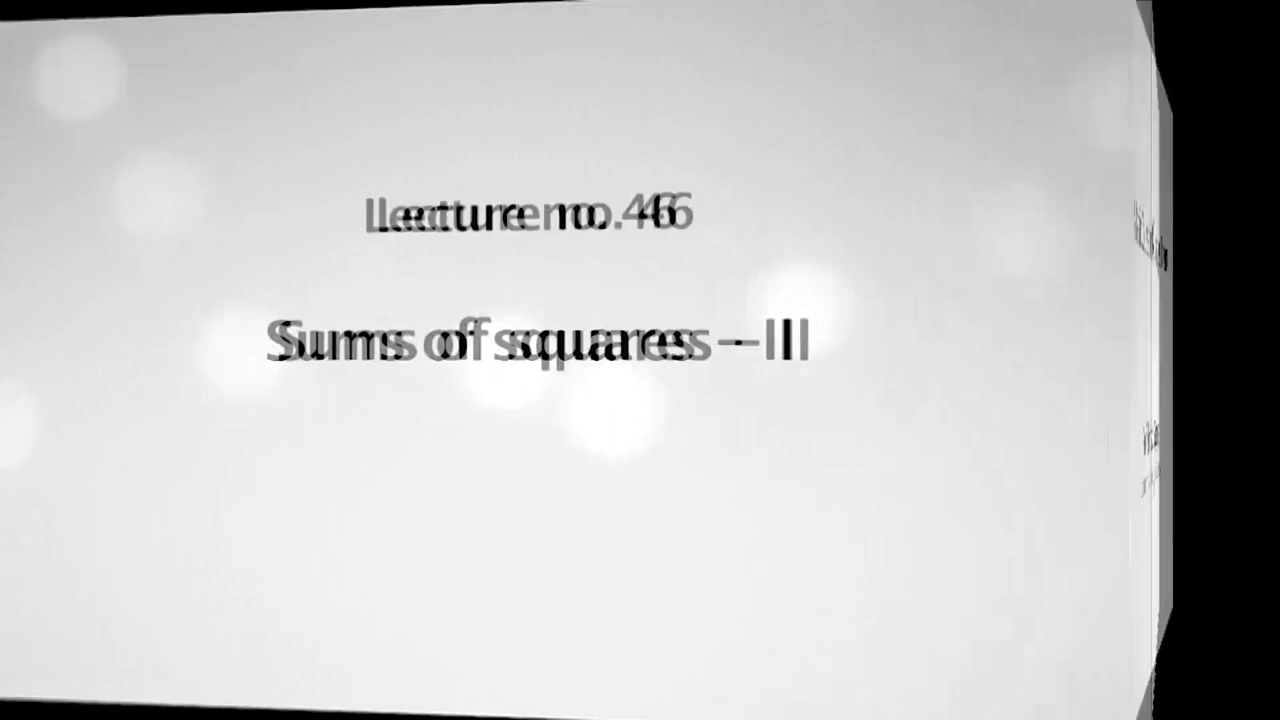 Lecture no. 46
Sums of squares – II